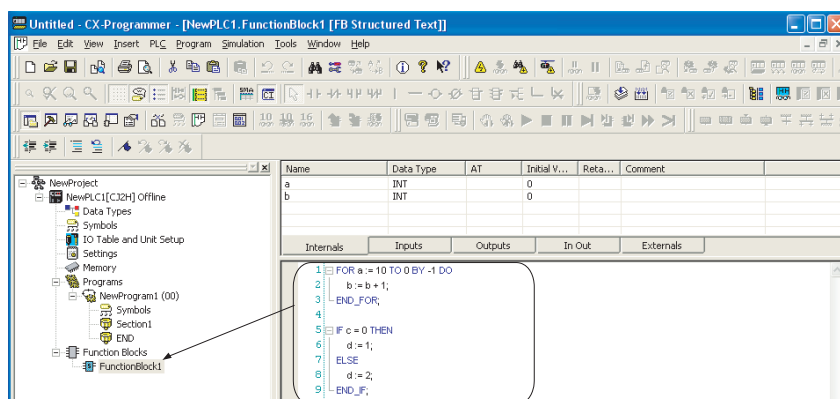 Untitled - CX-Programmer - [NewPLC1.FunctionBlock1 [FB Structured Text]]
File Edit View Insert PLC Program Simulation Tools Window Help
10 10 16
Name Data Type AT Initial V... Reta... Comment
a INT 0
b INT 0
Internals Inputs Outputs In Out Externals
NewProject
NewPLC1[CJ2H] Offline
Data Types
Symbols
IO Table and Unit Setup
Settings
Memory
Programs
NewProgram1 (00)
Symbols
Section1
END
Function Blocks
FunctionBlock1
1 FOR a := 10 TO 0 BY -1 DO
2 b := b + 1;
3 END_FOR;
4
5 IF c = 0 THEN
6 d := 1;
7 ELSE
8 d := 2;
9 END_IF;